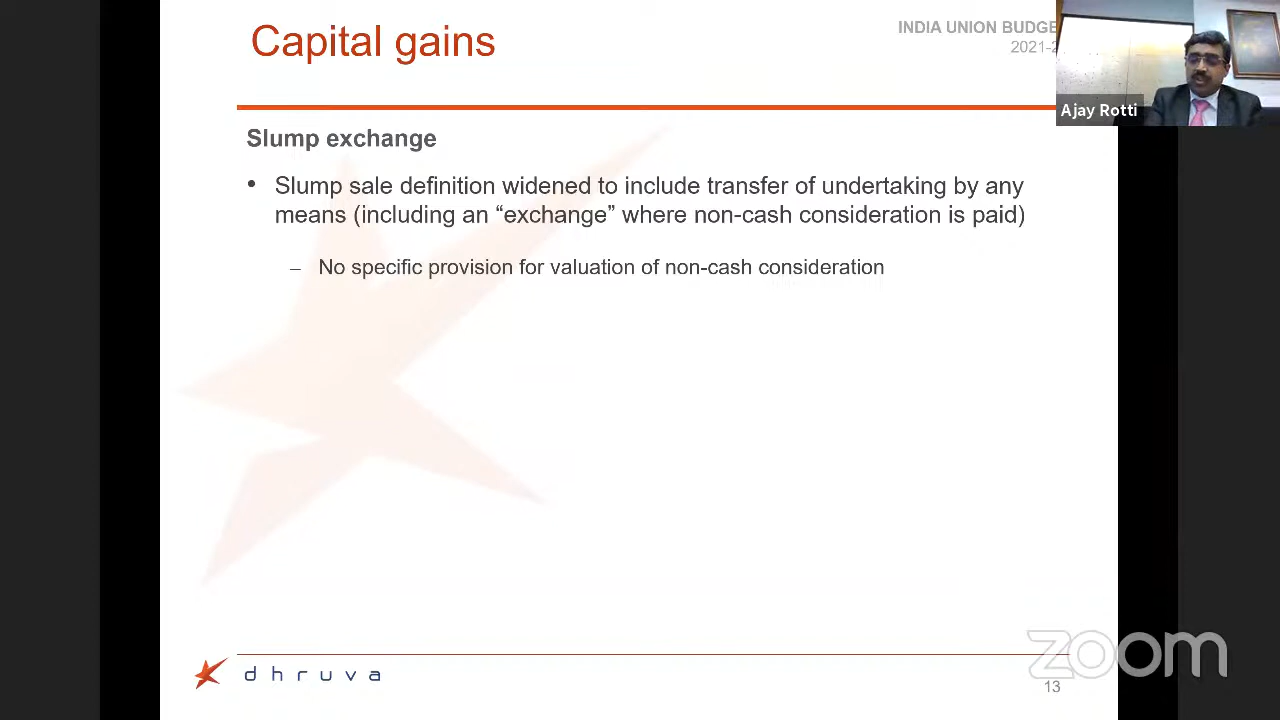 Capital gains
INDIA UNION BUDGE
2021-2
Ajay Rotti
Slump exchange
• Slump sale definition widened to include transfer of undertaking by any
means (including an “exchange” where non-cash consideration is paid)
– No specific provision for valuation of non-cash consideration
dhruva
zoom
13